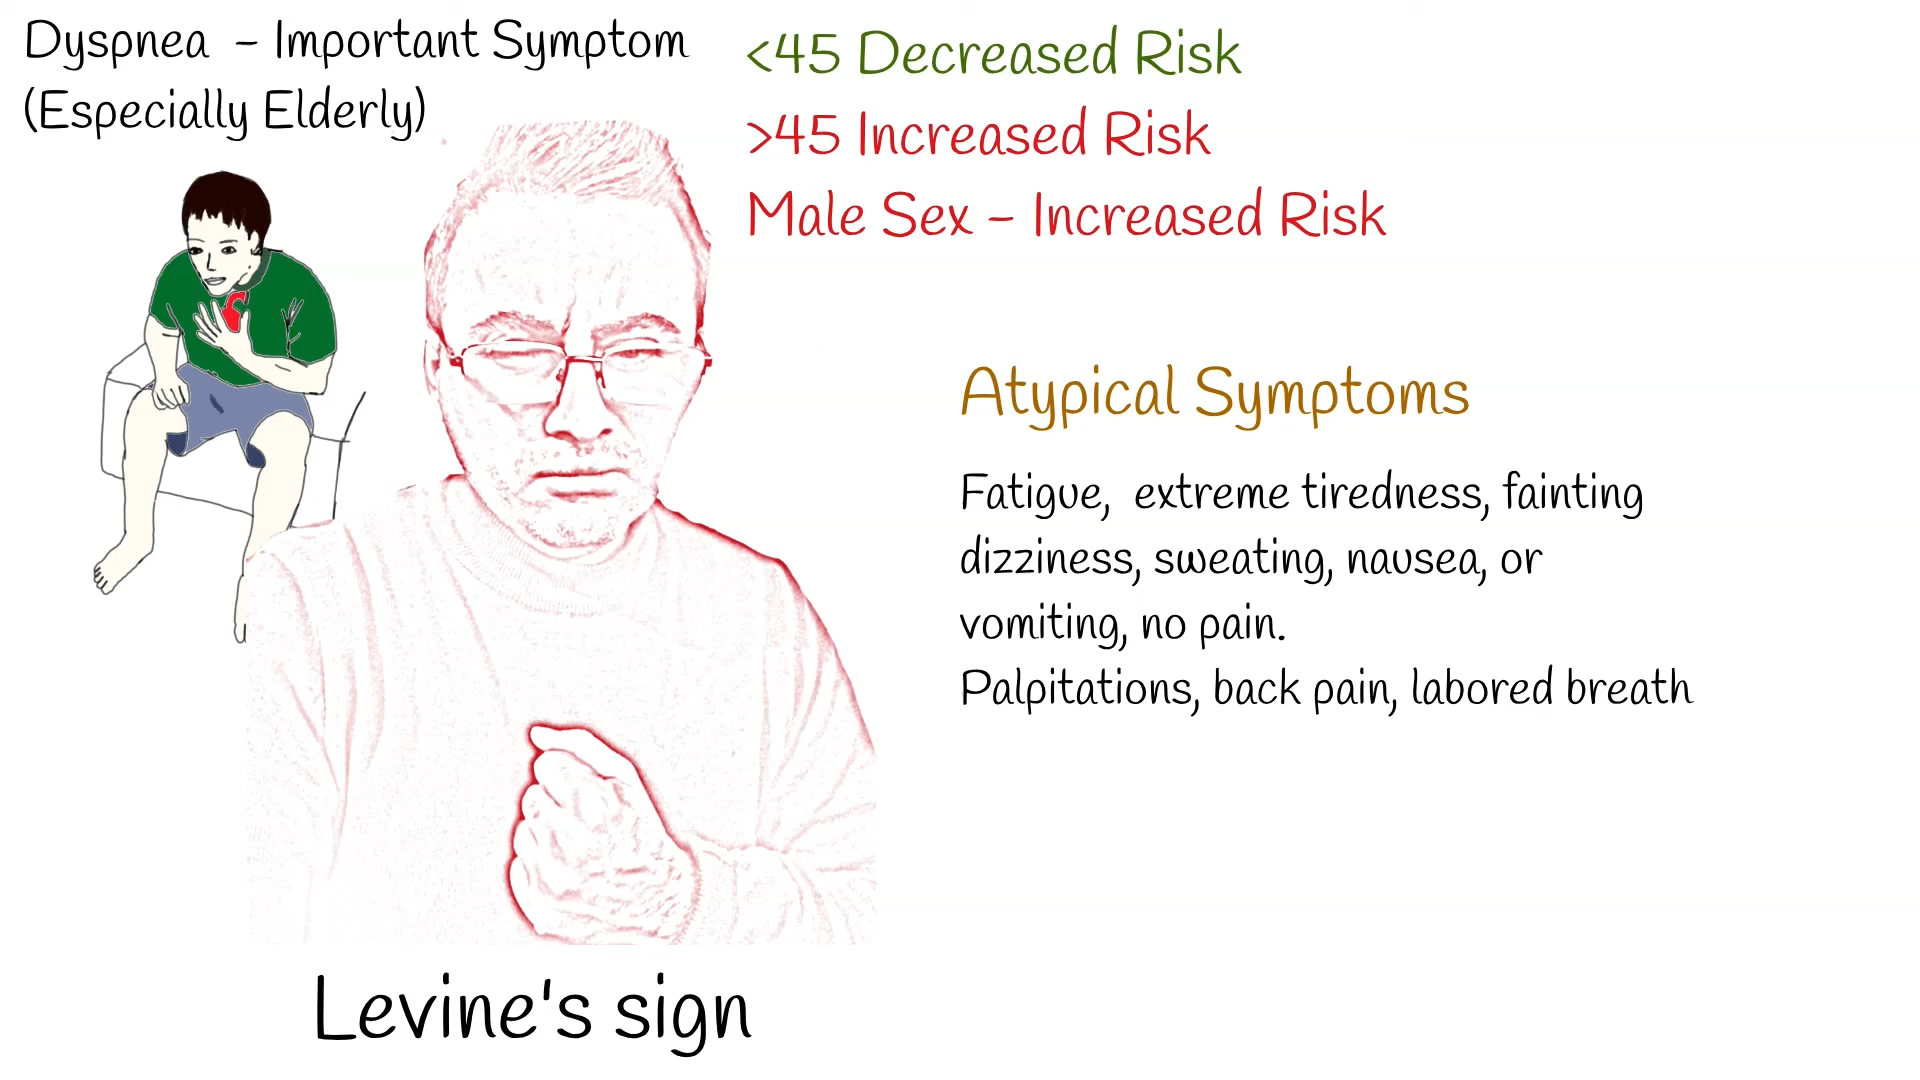 Dyspnea - Important Symptom
(Especially Elderly)
<45 Decreased Risk
>45 Increased Risk
Male Sex - Increased Risk
Atypical Symptoms
Fatigue, extreme tiredness, fainting
dizziness, sweating, nausea, or
vomiting, no pain.
Palpitations, back pain, labored breath
Levine's sign